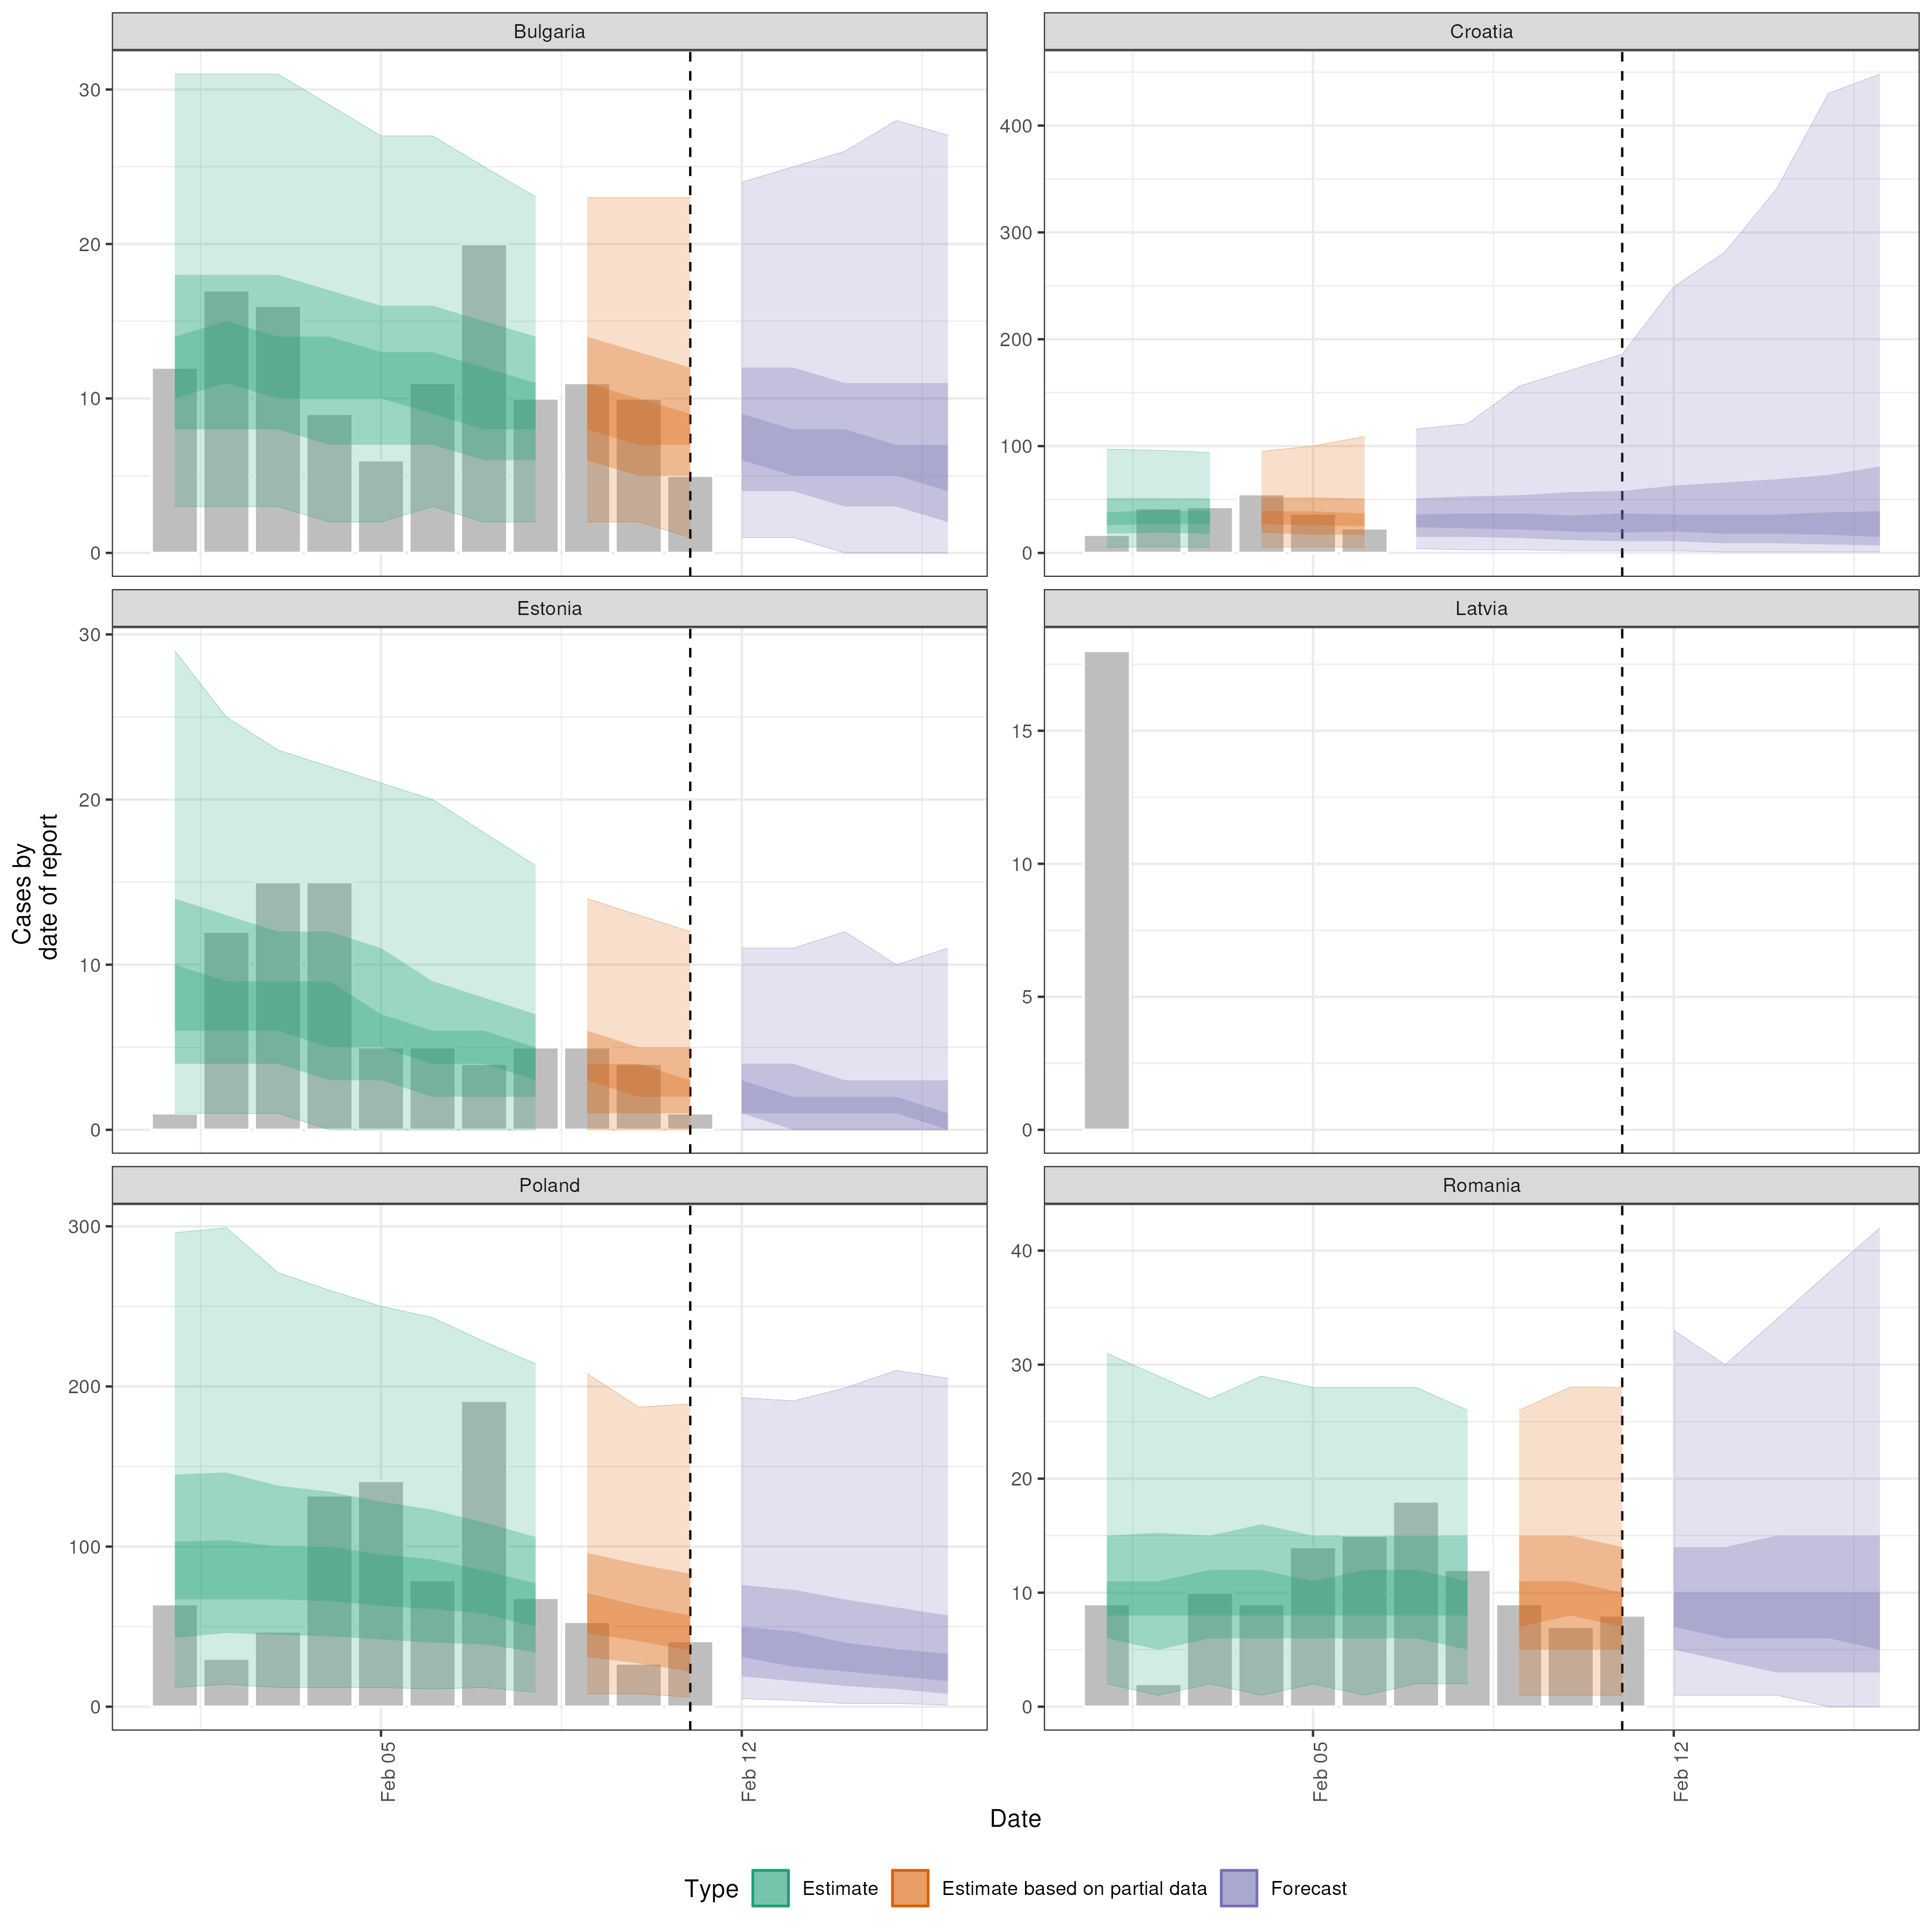 Bulgaria
Croatia
30
20
10
0
400
300
200
100
0
Estonia
Latvia
30
20
10
0
15
10
5
0
Cases by
date of report
Poland
Romania
300
200
100
0
40
30
20
10
0
Feb 05
Feb 12
Feb 05
Feb 12
Date
Type
Estimate
Estimate based on partial data
Forecast